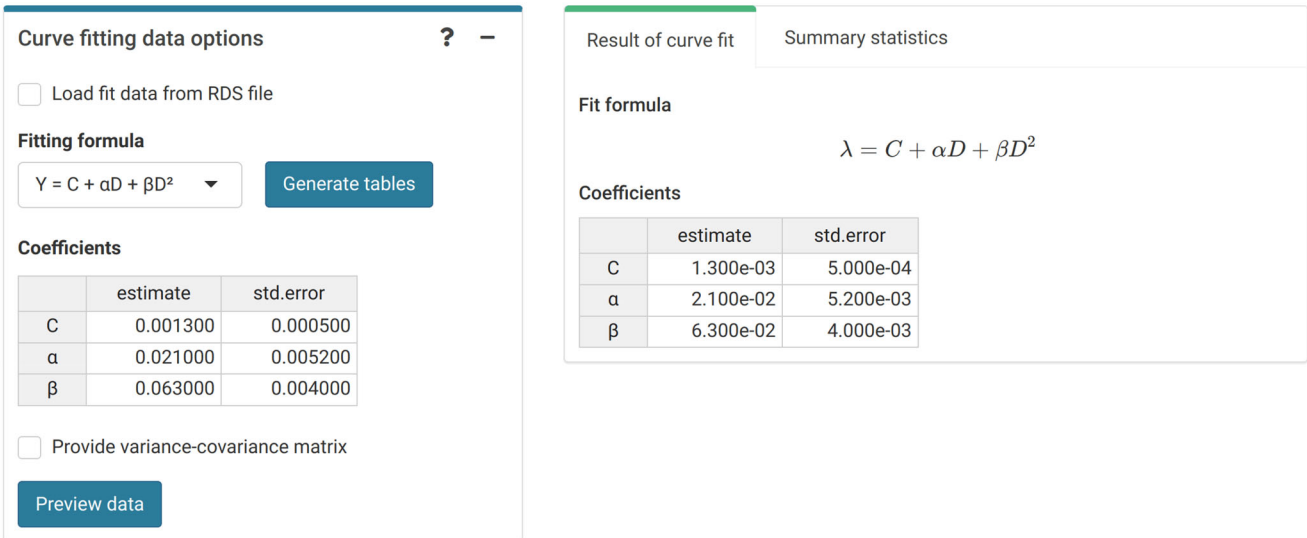 Curve fitting data options ? −
Load fit data from RDS file
Fitting formula
Y = C + αD + βD²
Generate tables
Coefficients
estimate std.error
C 0.001300 0.000500
α 0.021000 0.005200
β 0.063000 0.004000
Provide variance-covariance matrix
Preview data
Result of curve fit
Summary statistics
Fit formula
λ = C + αD + βD²
Coefficients
estimate std.error
C 1.300e-03 5.000e-04
α 2.100e-02 5.200e-03
β 6.300e-02 4.000e-03